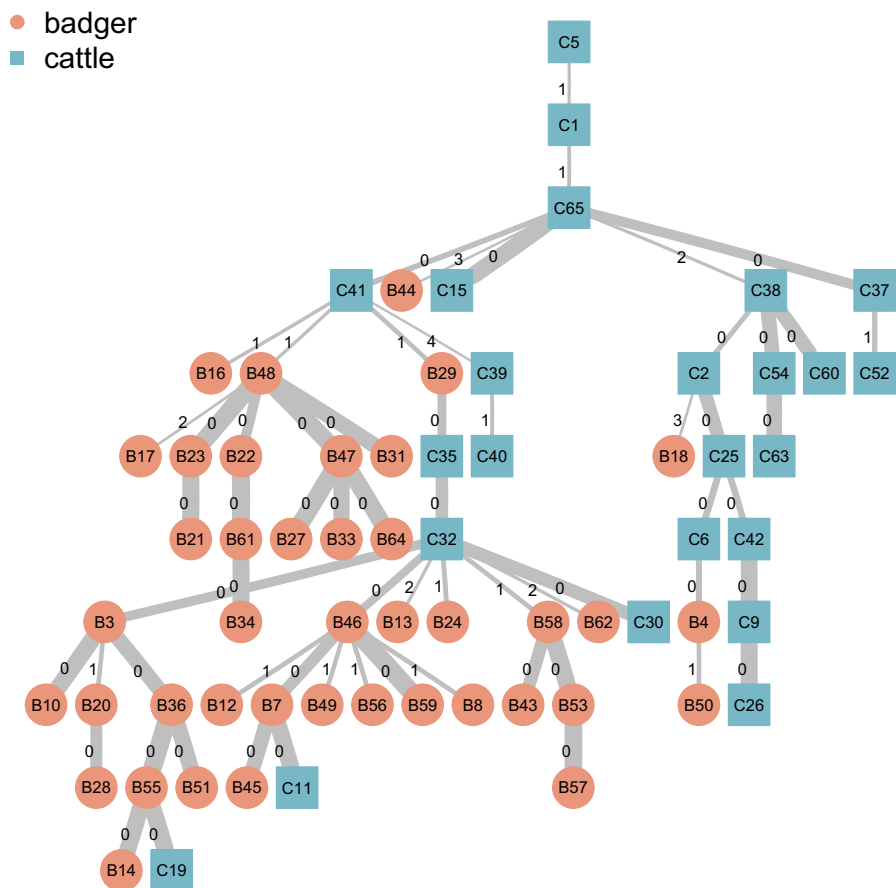 badger
cattle
C5
1
C1
1
C65
0 3 0 2 0
C41 B44 C15 C38 C37
1 1 1 4 0 0 0 1
B16 B48 B29 C39 C2 C54 C60 C52
2 0 0 0 0 0 1 3 0 0
B17 B23 B22 B47 B31 C35 C40 B18 C25 C63
0 0 0 0 0 0 0 0
B21 B61 B27 B33 B64 C32 C6 C42
0 0 0 2 1 1 2 0 0 0
B3 B34 B46 B13 B24 B58 B62 C30 B4 C9
0 1 0 1 0 1 1 0 1 0 0 1 0
B10 B20 B36 B12 B7 B49 B56 B59 B8 B43 B53 B50 C26
0 0 0 0 0 0
B28 B55 B51 B45 C11 B57
0 0
B14 C19